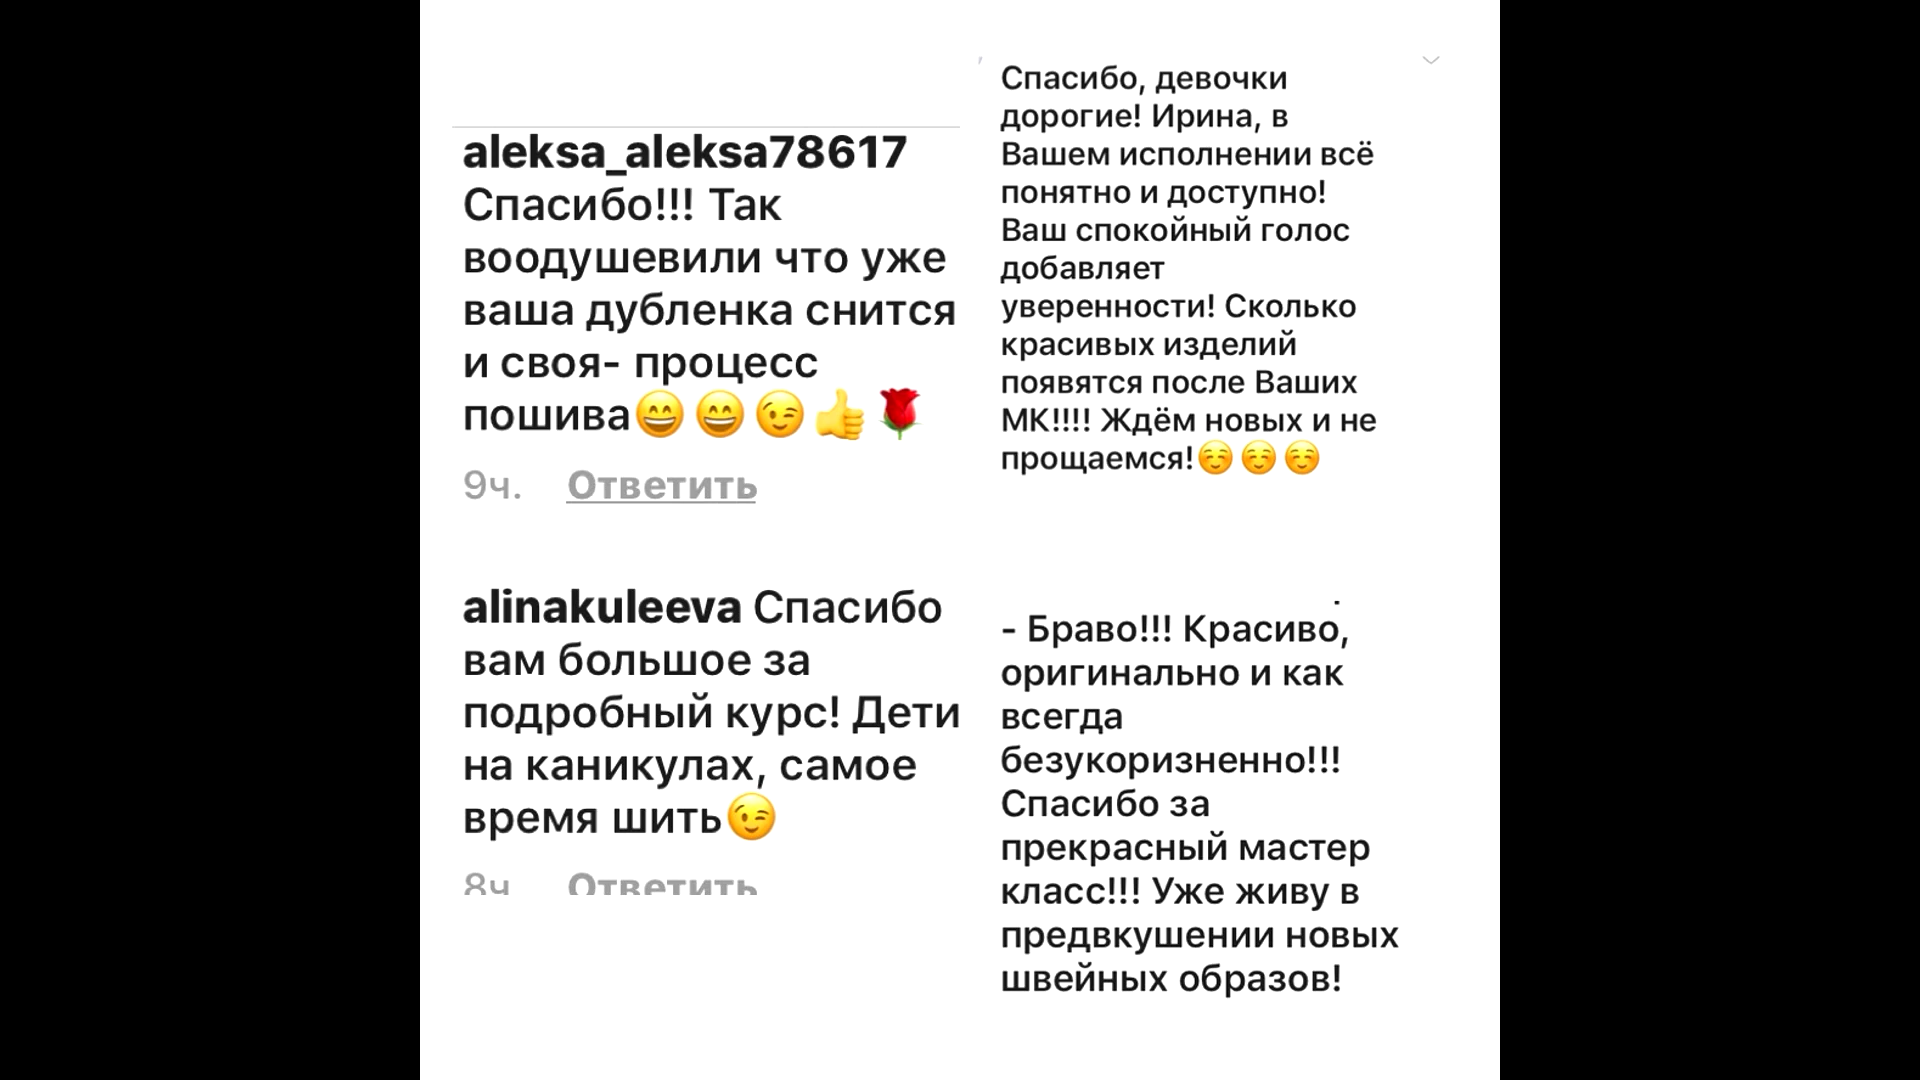 aleksa_aleksa78617
Спасибо!!! Так
воодушевили что уже
ваша дубленка снится
и своя- процесс
пошива😄😄😉👍🌹
9ч. Ответить
alinakuleeva Спасибо
вам большое за
подробный курс! Дети
на каникулах, самое
время шить😉
8ч Ответить
Спасибо, девочки
дорогие! Ирина, в
Вашем исполнении всё
понятно и доступно!
Ваш спокойный голос
добавляет
уверенности! Сколько
красивых изделий
появятся после Ваших
МК!!!! Ждём новых и не
прощаемся!☺️☺️☺️
- Браво!!! Красиво,
оригинально и как
всегда
безукоризненно!!!
Спасибо за
прекрасный мастер
класс!!! Уже живу в
предвкушении новых
швейных образов!